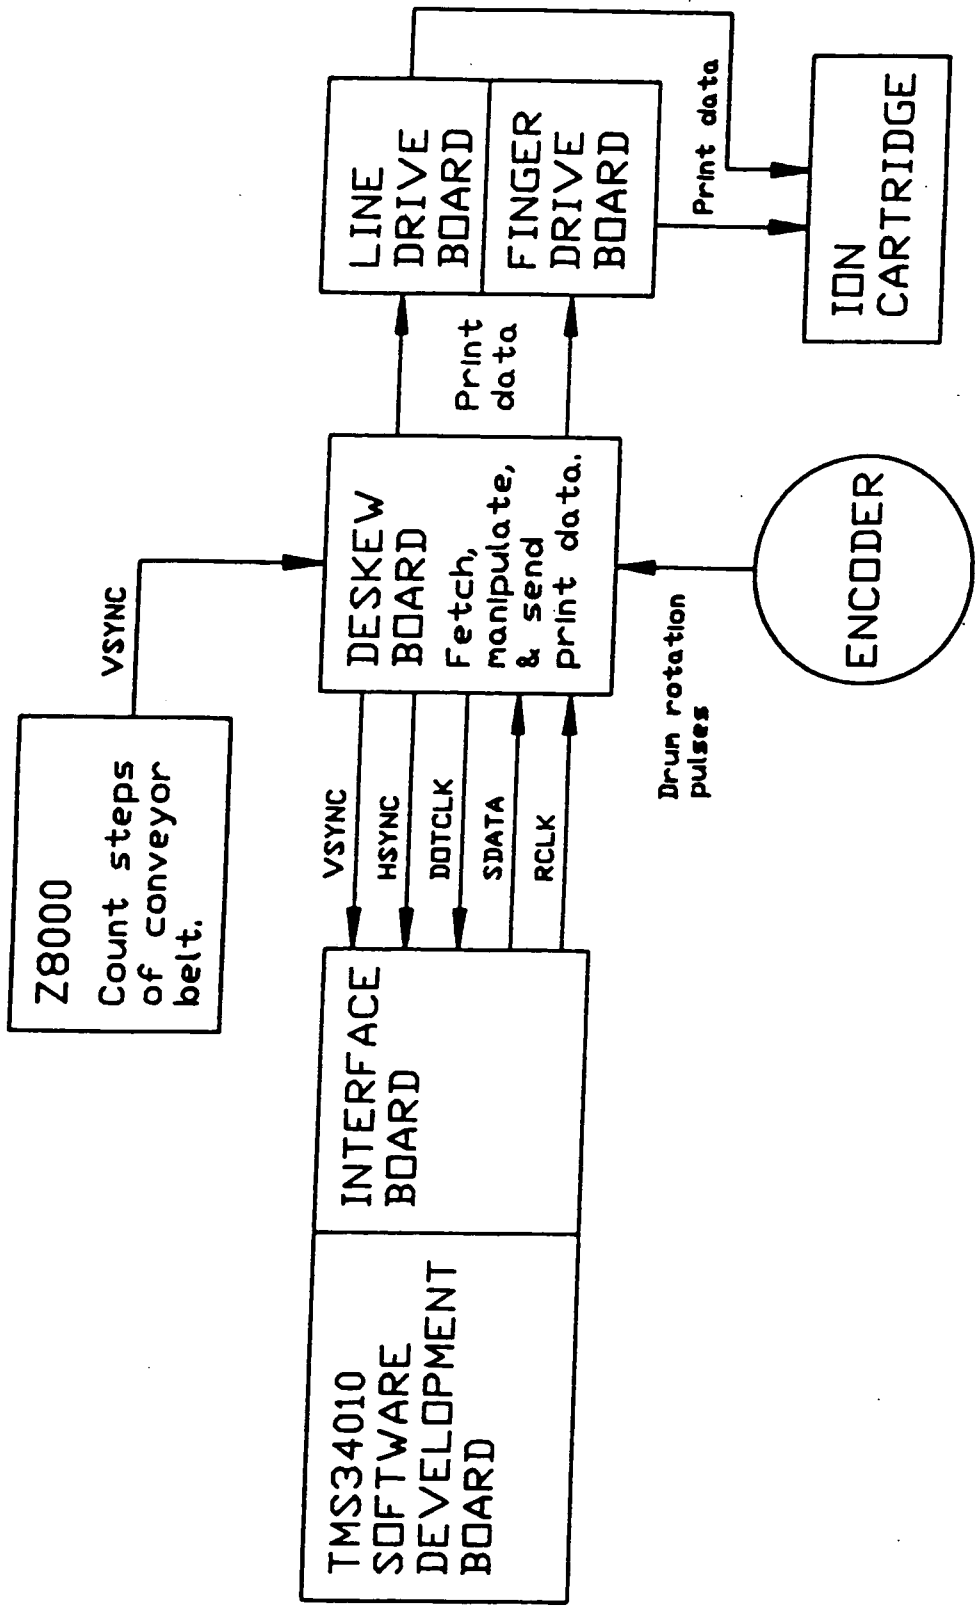 Z8000
Count steps
of conveyor
belt.
VSYNC
TMS34010
SOFTWARE
DEVELOPMENT
BOARD
INTERFACE
BOARD
VSYNC
HSYNC
DOTCLK
SDATA
RCLK
DESKEW
BOARD
Fetch,
manipulate,
& send
print data.
Print
data
LINE
DRIVE
BOARD
FINGER
DRIVE
BOARD
Drum rotation
pulses
ENCODER
Print data
ION
CARTRIDGE